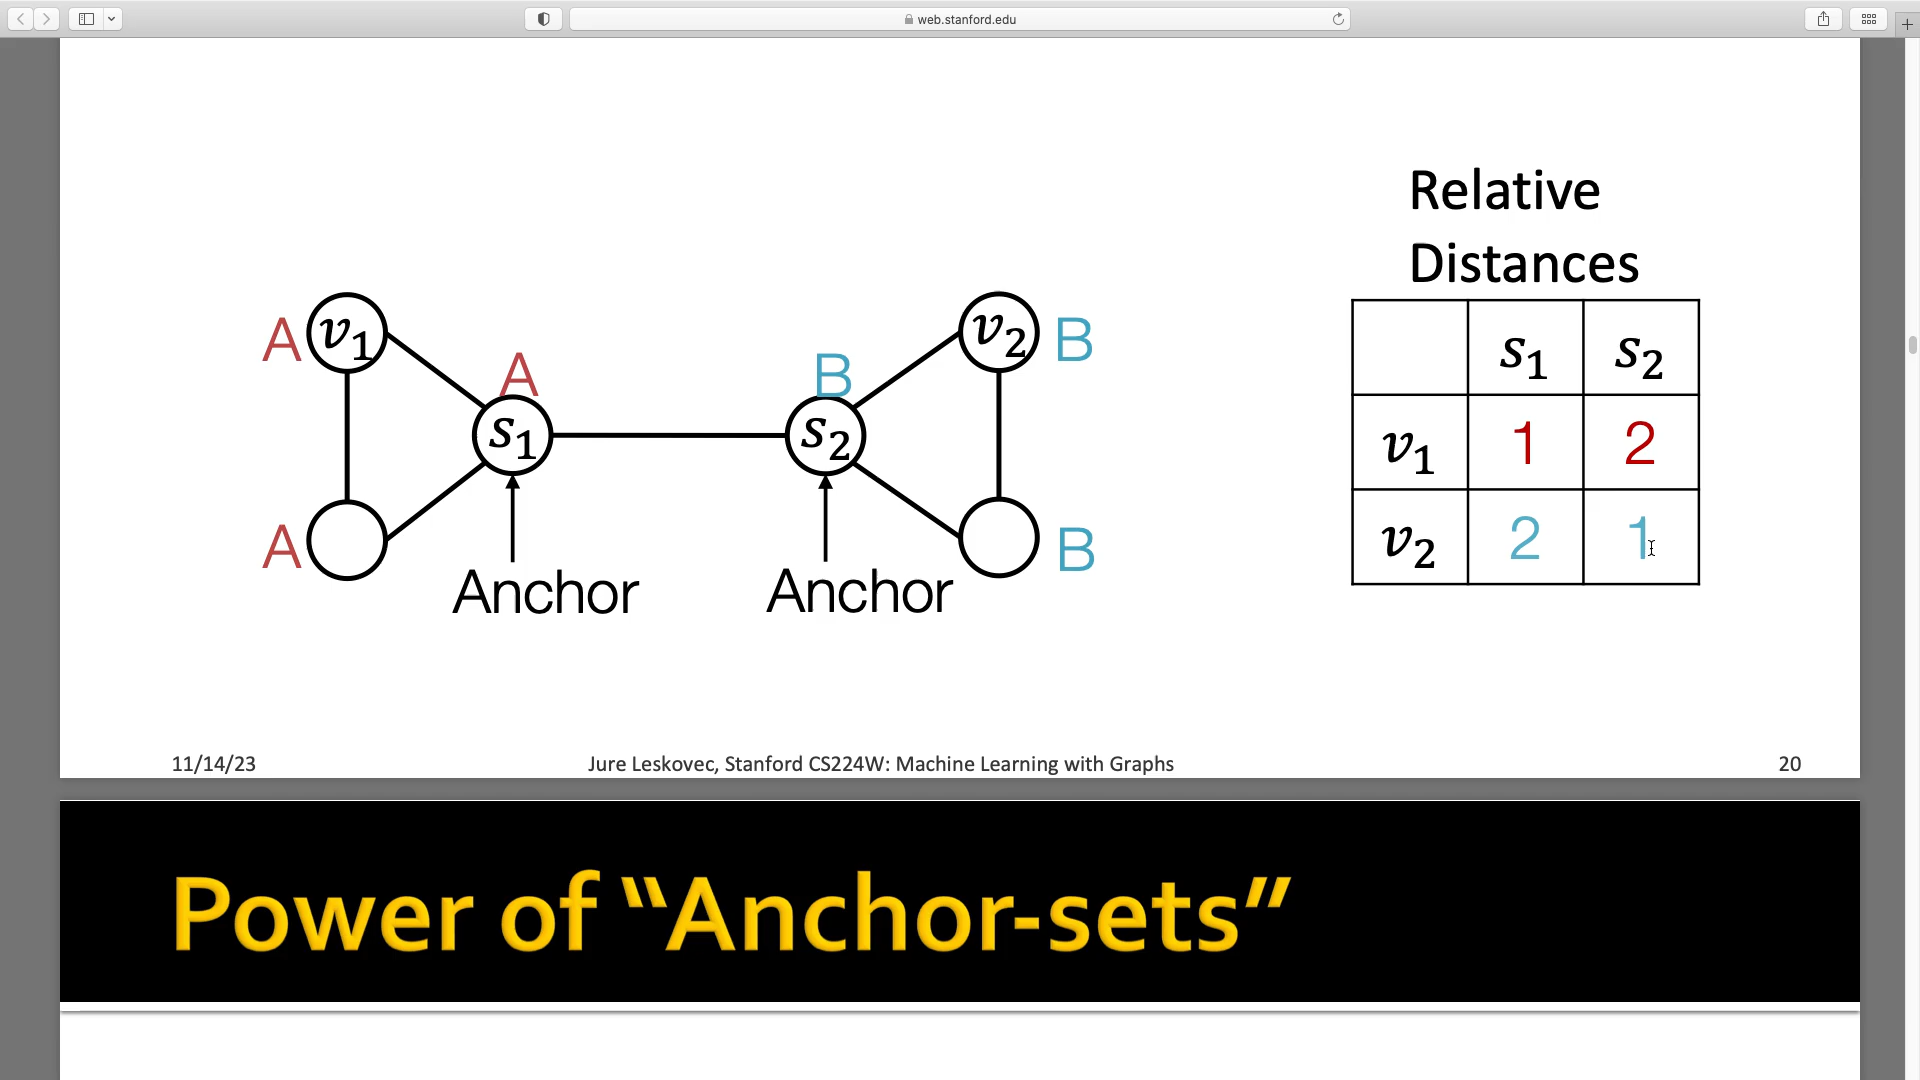 web.stanford.edu
Relative
Distances
A v₁
v₂ B
A
B
s₁
s₂
A
B
Anchor
Anchor
s₁ s₂
v₁ 1 2
v₂ 2 1
11/14/23 Jure Leskovec, Stanford CS224W: Machine Learning with Graphs 20
Power of “Anchor-sets”